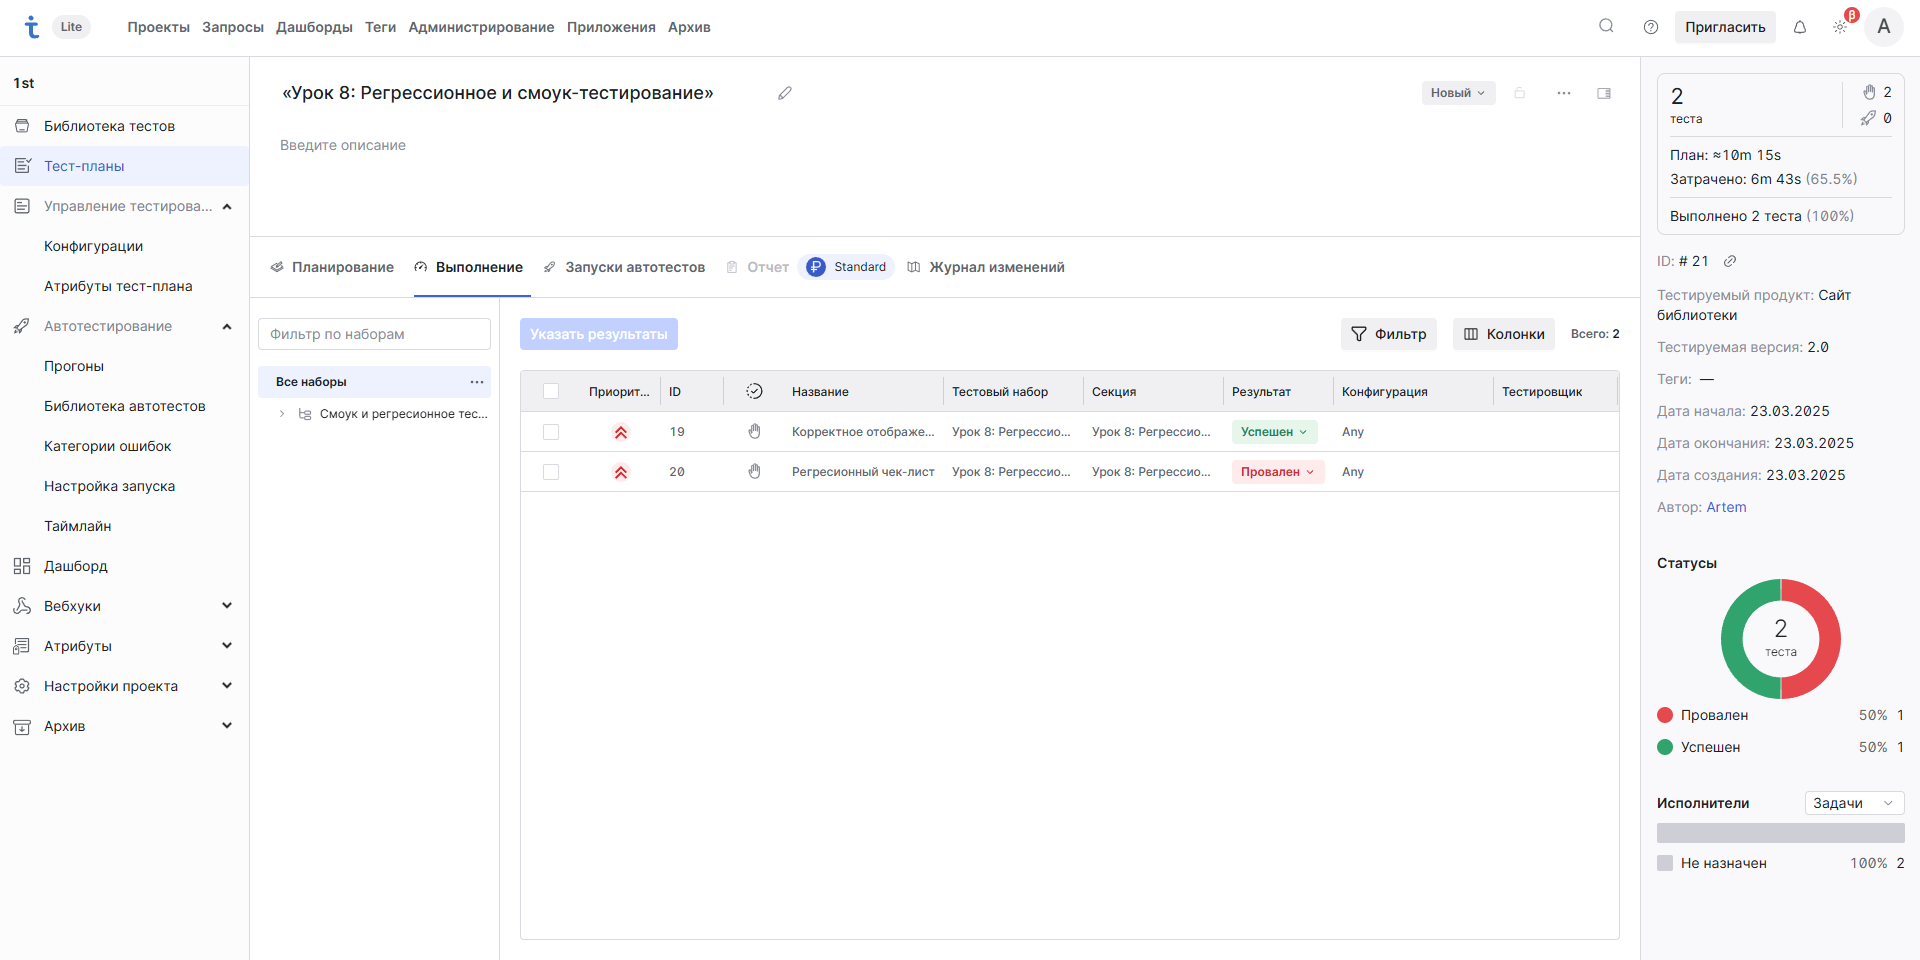 Lite
Проекты Запросы Дашборды Теги Администрирование Приложения Архив
Пригласить
β
A
1st
Библиотека тестов
Тест-планы
Управление тестирова...
Конфигурации
Атрибуты тест-плана
Автотестирование
Прогоны
Библиотека автотестов
Категории ошибок
Настройка запуска
Таймлайн
Дашборд
Вебхуки
Атрибуты
Настройки проекта
Архив
«Урок 8: Регрессионное и смоук-тестирование»
Новый
Введите описание
Планирование Выполнение Запуски автотестов Отчет ₽ Standard Журнал изменений
Фильтр по наборам
Все наборы ...
Смоук и регресионное тес...
Указать результаты
Фильтр Колонки Всего: 2
Приорит... ID Название Тестовый набор Секция Результат Конфигурация Тестировщик
19 Корректное отображе... Урок 8: Регрессио... Урок 8: Регрессио... Успешен Any
20 Регресионный чек-лист Урок 8: Регрессио... Урок 8: Регрессио... Провален Any
2
теста
2
0
План: ≈10m 15s
Затрачено: 6m 43s (65.5%)
Выполнено 2 теста (100%)
ID: # 21
Тестируемый продукт: Сайт
библиотеки
Тестируемая версия: 2.0
Теги: —
Дата начала: 23.03.2025
Дата окончания: 23.03.2025
Дата создания: 23.03.2025
Автор: Artem
Статусы
2
теста
Провален 50% 1
Успешен 50% 1
Исполнители Задачи
Не назначен 100% 2